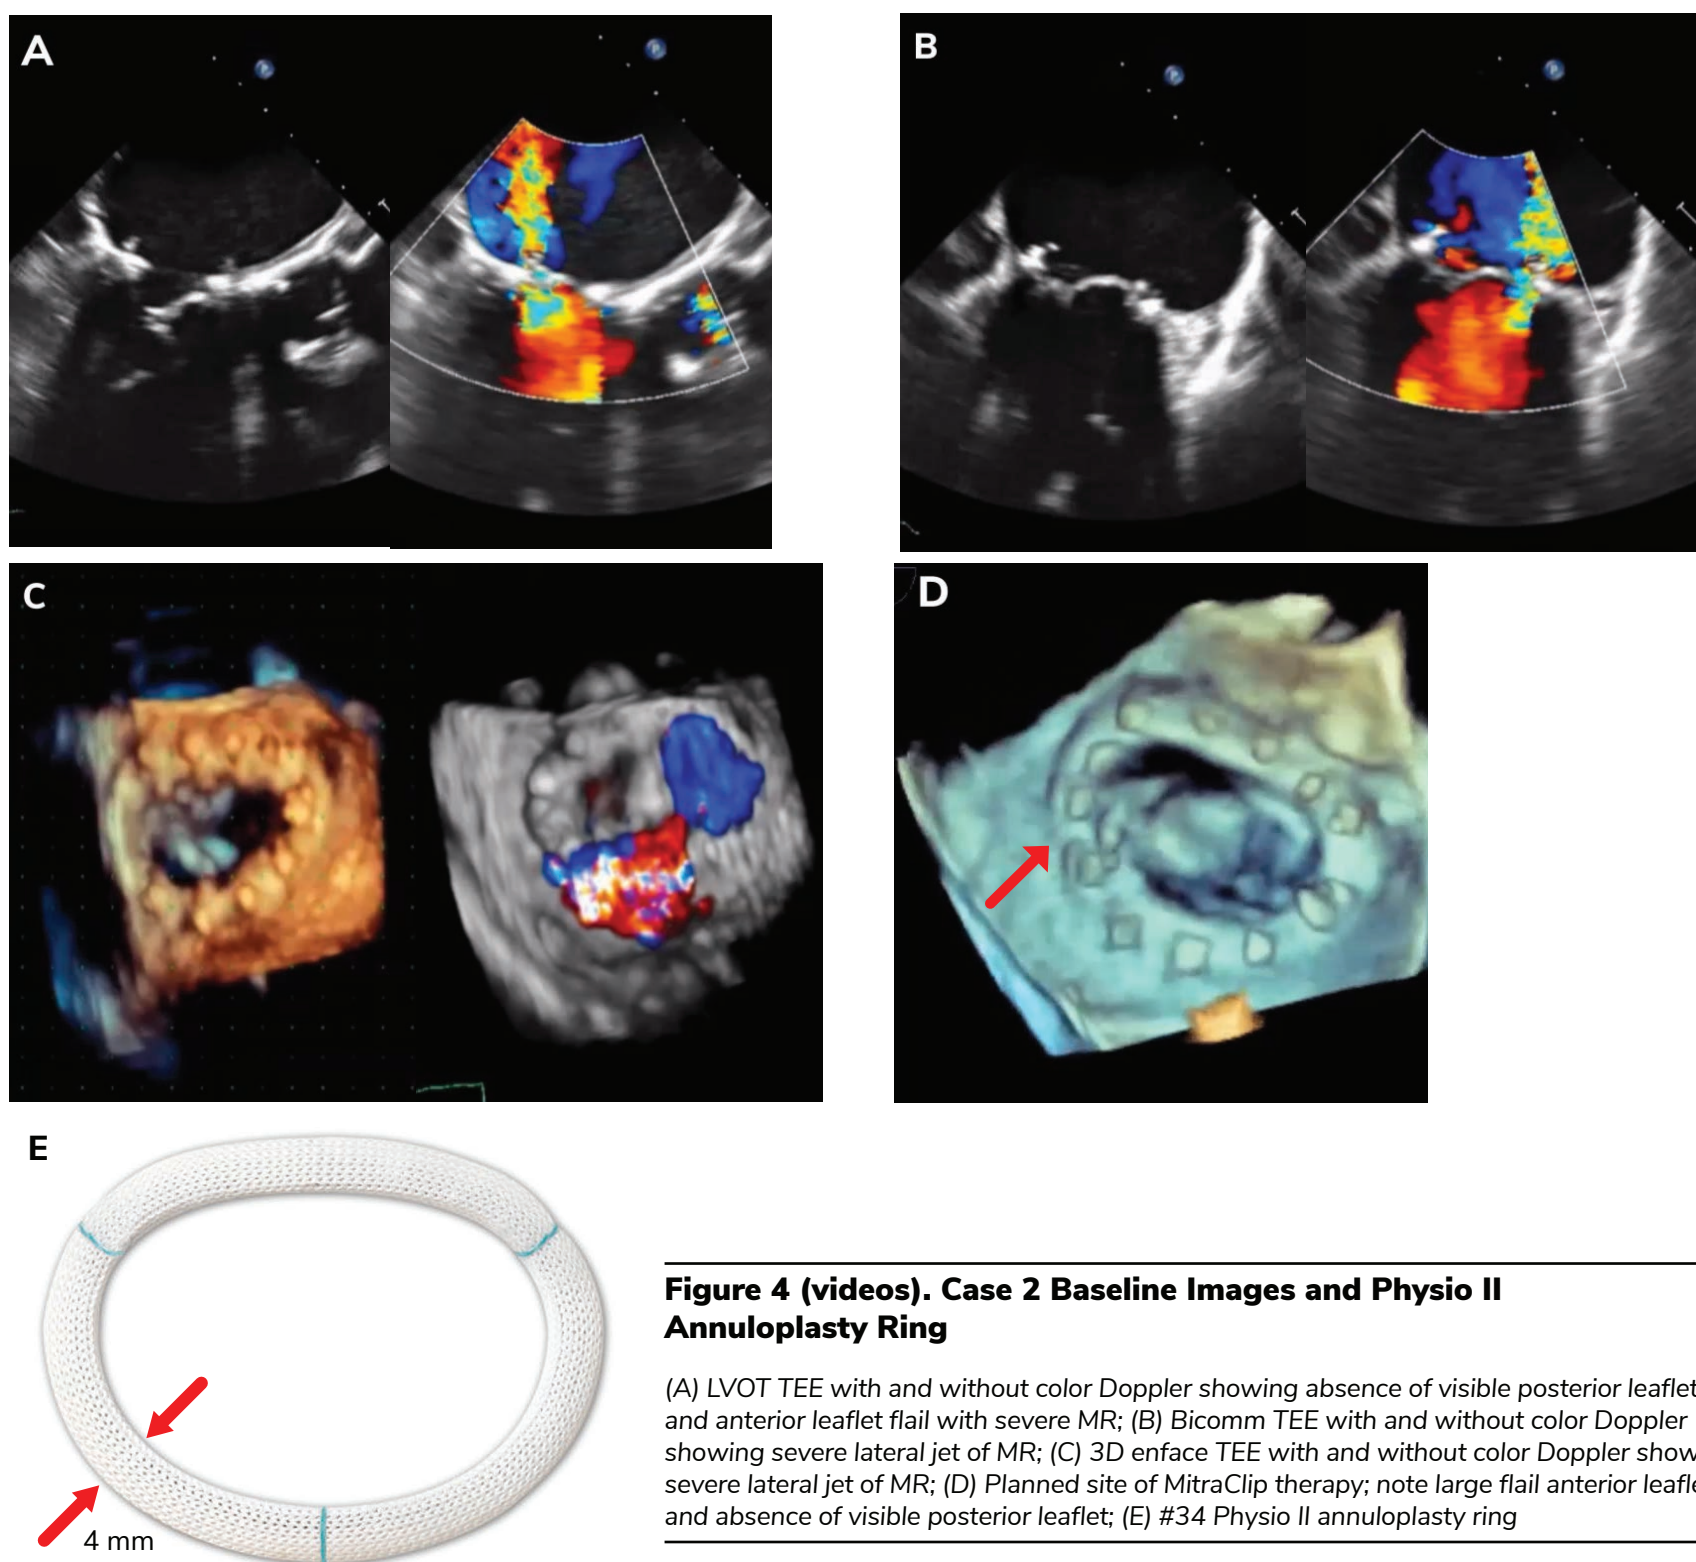 A
B
C
D
E
4 mm
Figure 4 (videos). Case 2 Baseline Images and Physio II
Annuloplasty Ring
(A) LVOT TEE with and without color Doppler showing absence of visible posterior leaflet
and anterior leaflet flail with severe MR; (B) Bicomm TEE with and without color Doppler
showing severe lateral jet of MR; (C) 3D enface TEE with and without color Doppler show
severe lateral jet of MR; (D) Planned site of MitraClip therapy; note large flail anterior leafle
and absence of visible posterior leaflet; (E) #34 Physio II annuloplasty ring